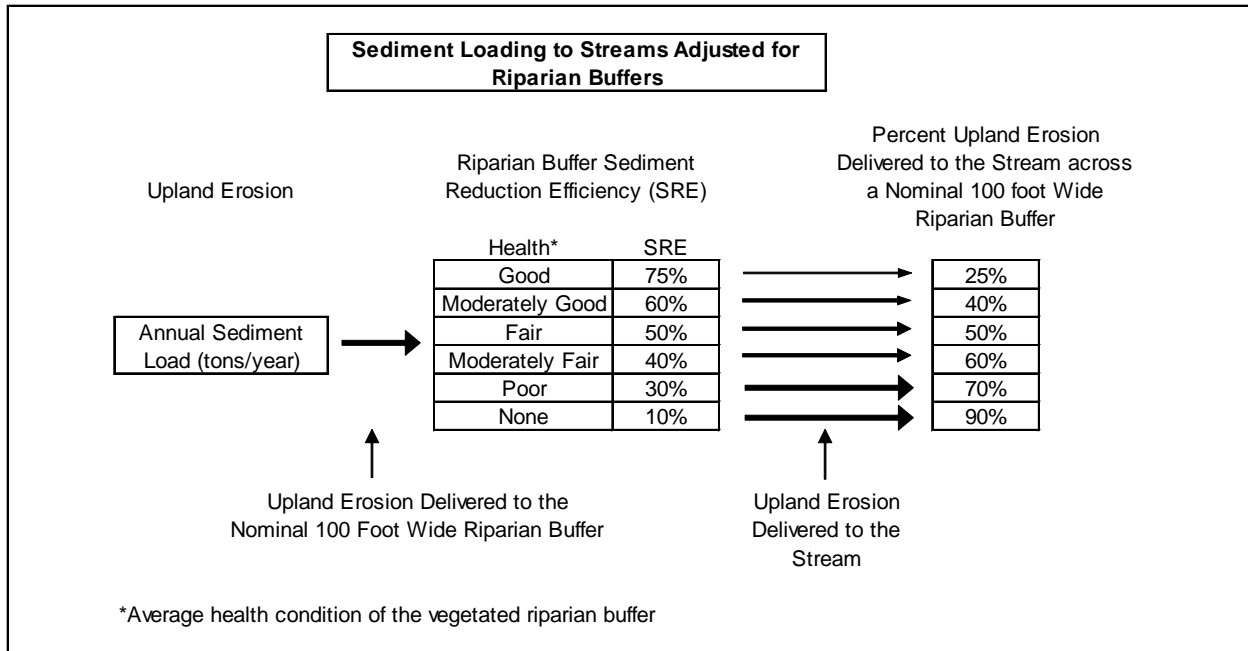 Sediment Loading to Streams Adjusted for
Riparian Buffers
Upland Erosion
Riparian Buffer Sediment
Reduction Efficiency (SRE)
Percent Upland Erosion
Delivered to the Stream across
a Nominal 100 foot Wide
Riparian Buffer
Health* SRE
Good 75% 25%
Moderately Good 60% 40%
Fair 50% 50%
Moderately Fair 40% 60%
Poor 30% 70%
None 10% 90%
Annual Sediment
Load (tons/year)
Upland Erosion Delivered to the
Nominal 100 Foot Wide Riparian Buffer
Upland Erosion
Delivered to the
Stream
*Average health condition of the vegetated riparian buffer